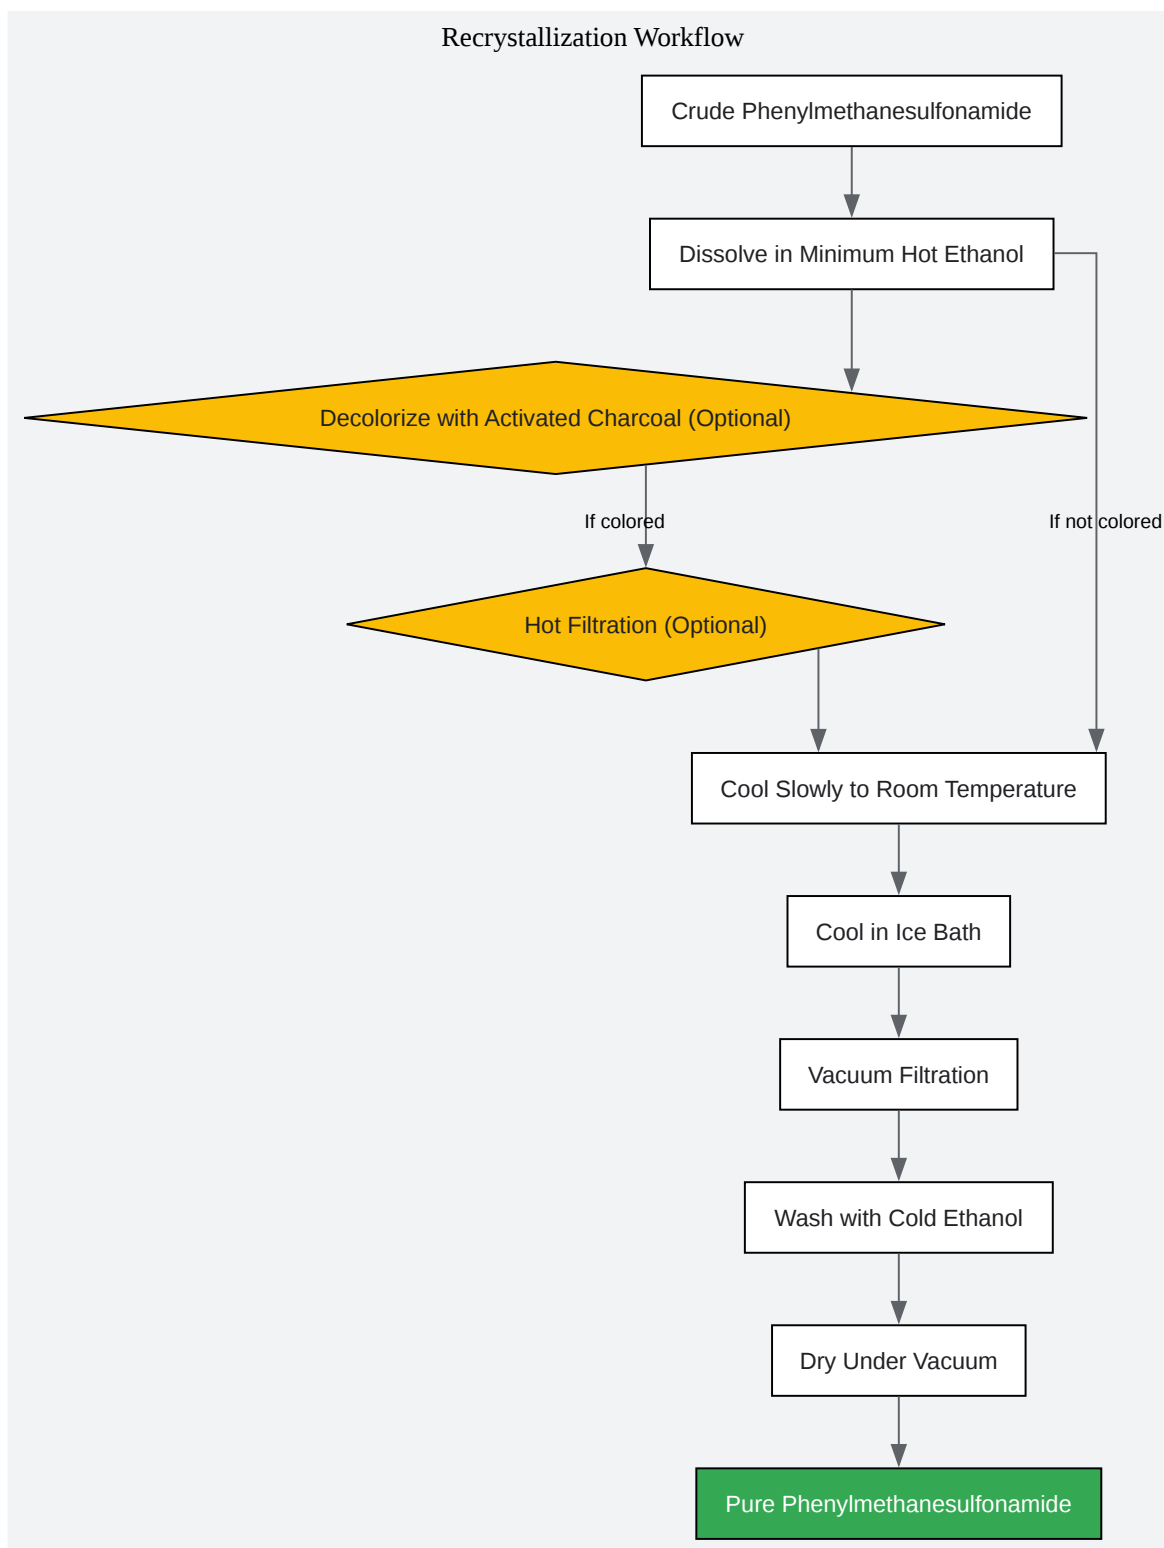 Recrystallization Workflow
Crude Phenylmethanesulfonamide
Dissolve in Minimum Hot Ethanol
Decolorize with Activated Charcoal (Optional)
If colored
If not colored
Hot Filtration (Optional)
Cool Slowly to Room Temperature
Cool in Ice Bath
Vacuum Filtration
Wash with Cold Ethanol
Dry Under Vacuum
Pure Phenylmethanesulfonamide